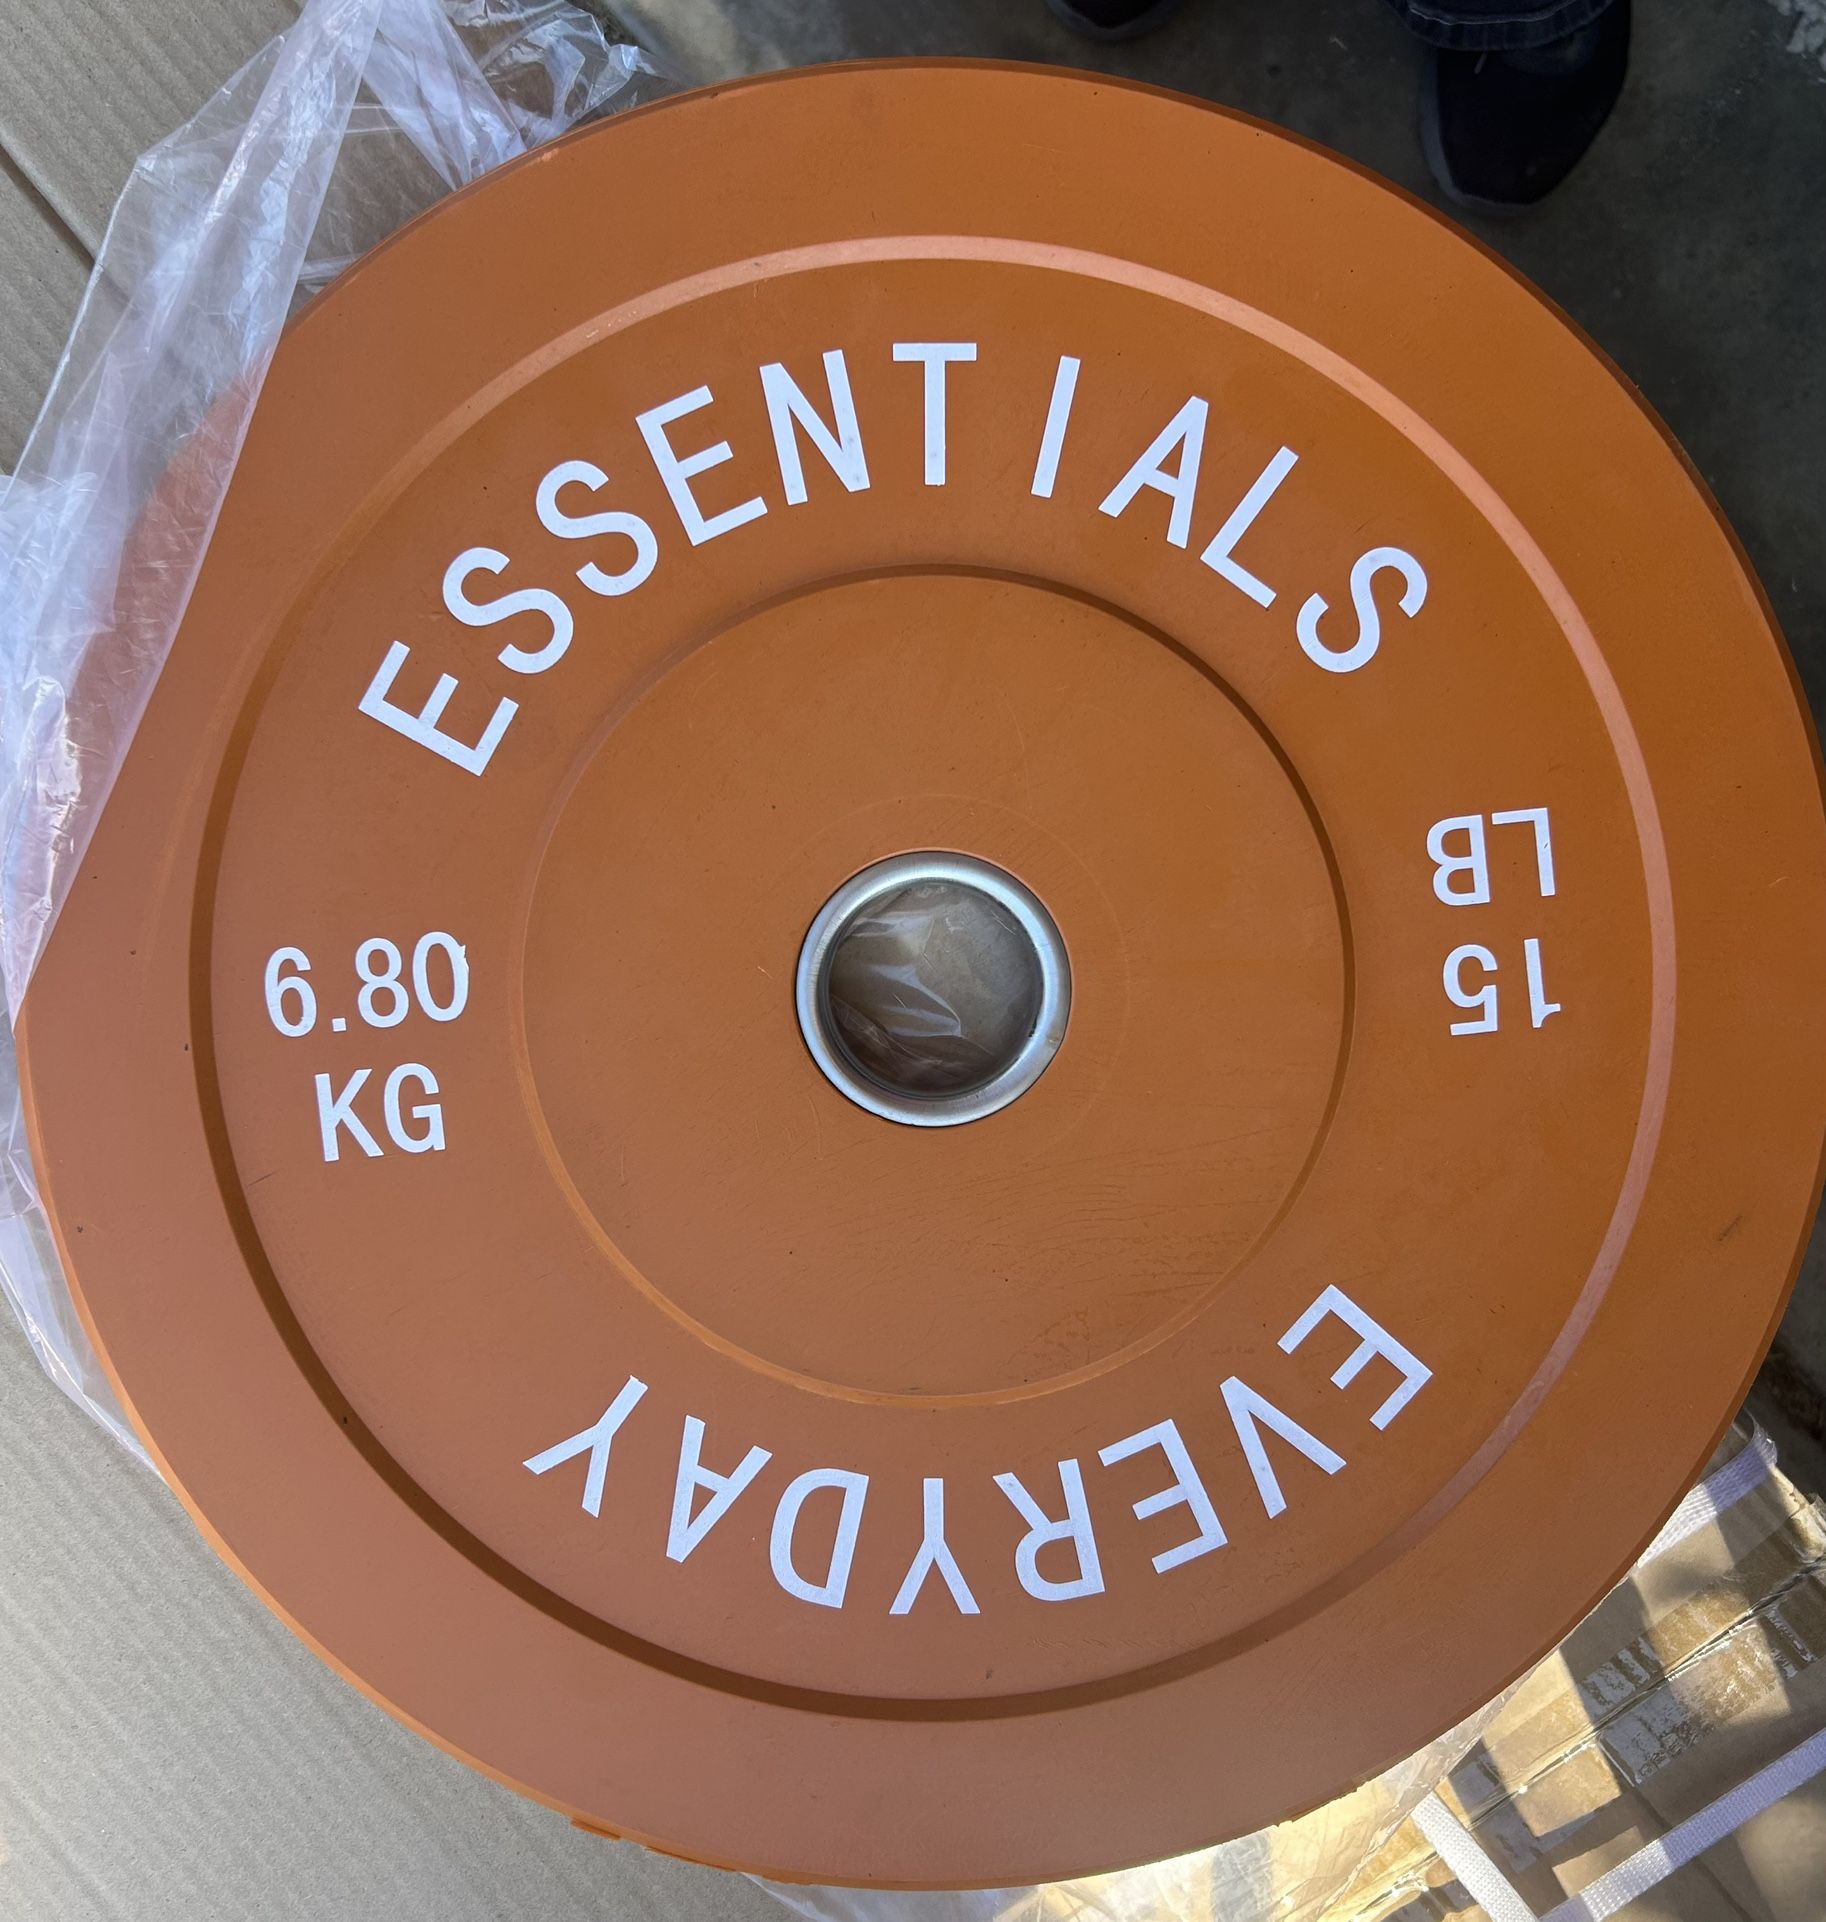 ESSENTIALS
15
LB
6.80
KG
EVERYDAY